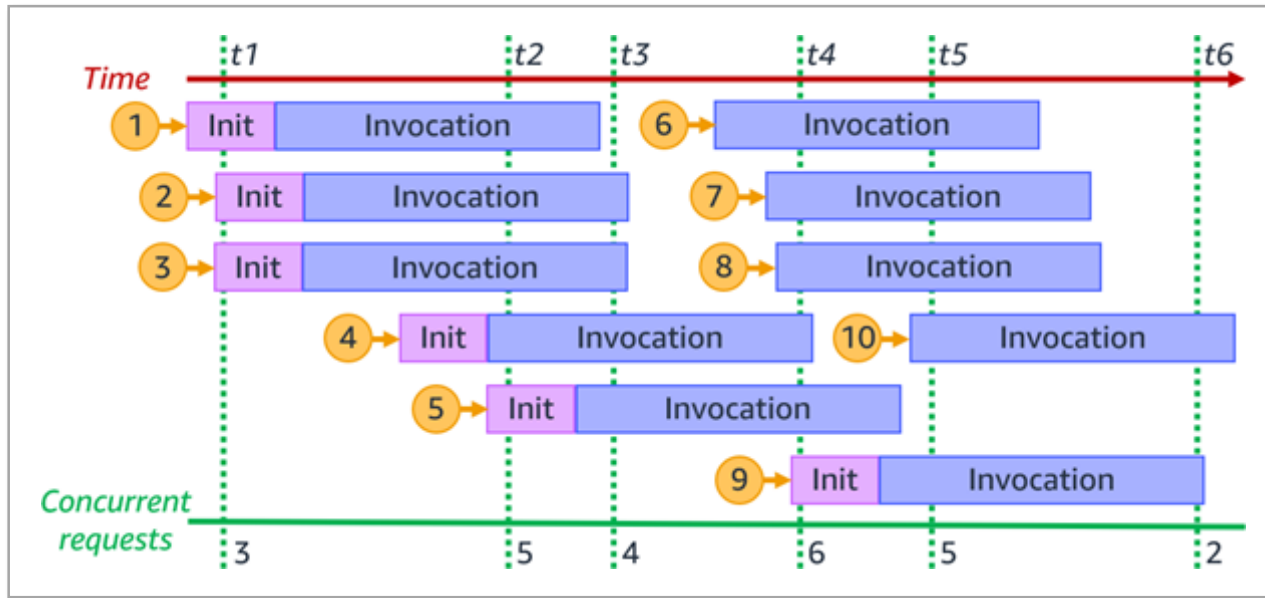 t1 t2 t3 t4 t5 t6
Time
1 Init Invocation 6 Invocation
2 Init Invocation 7 Invocation
3 Init Invocation 8 Invocation
4 Init Invocation 10 Invocation
5 Init Invocation
9 Init Invocation
Concurrent
requests
3 5 4 6 5 2